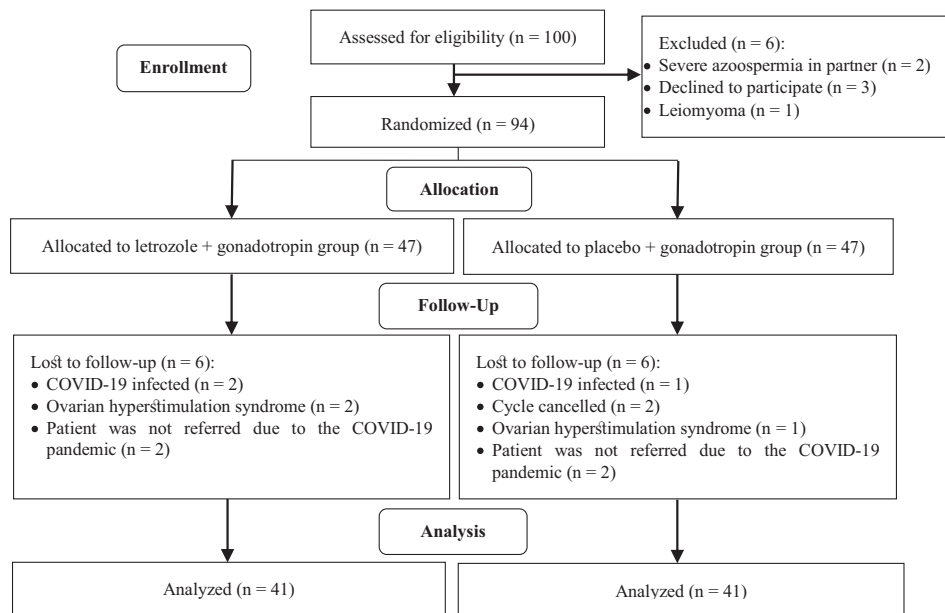 Assessed for eligibility (n = 100)
Enrollment
Excluded (n = 6):
• Severe azoospermia in partner (n = 2)
• Declined to participate (n = 3)
• Leiomyoma (n = 1)
Randomized (n = 94)
Allocation
Allocated to letrozole + gonadotropin group (n = 47)
Allocated to placebo + gonadotropin group (n = 47)
Follow-Up
Lost to follow-up (n = 6):
• COVID-19 infected (n = 2)
• Ovarian hyperstimulation syndrome (n = 2)
• Patient was not referred due to the COVID-19
pandemic (n = 2)
Lost to follow-up (n = 6):
• COVID-19 infected (n = 1)
• Cycle cancelled (n = 2)
• Ovarian hyperstimulation syndrome (n = 1)
• Patient was not referred due to the COVID-19
pandemic (n = 2)
Analysis
Analyzed (n = 41)
Analyzed (n = 41)